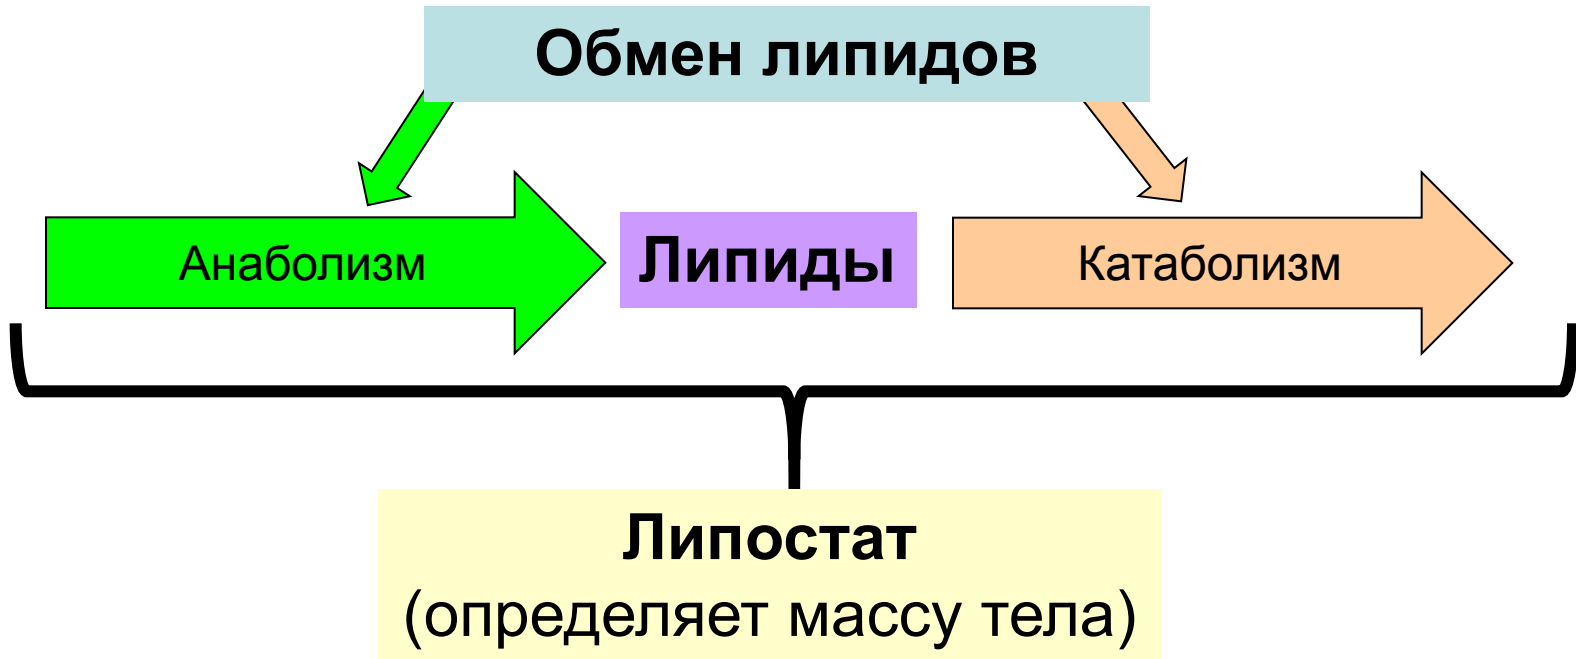 Обмен липидов
Анаболизм
Липиды
Катаболизм
Липостат
(определяет массу тела)